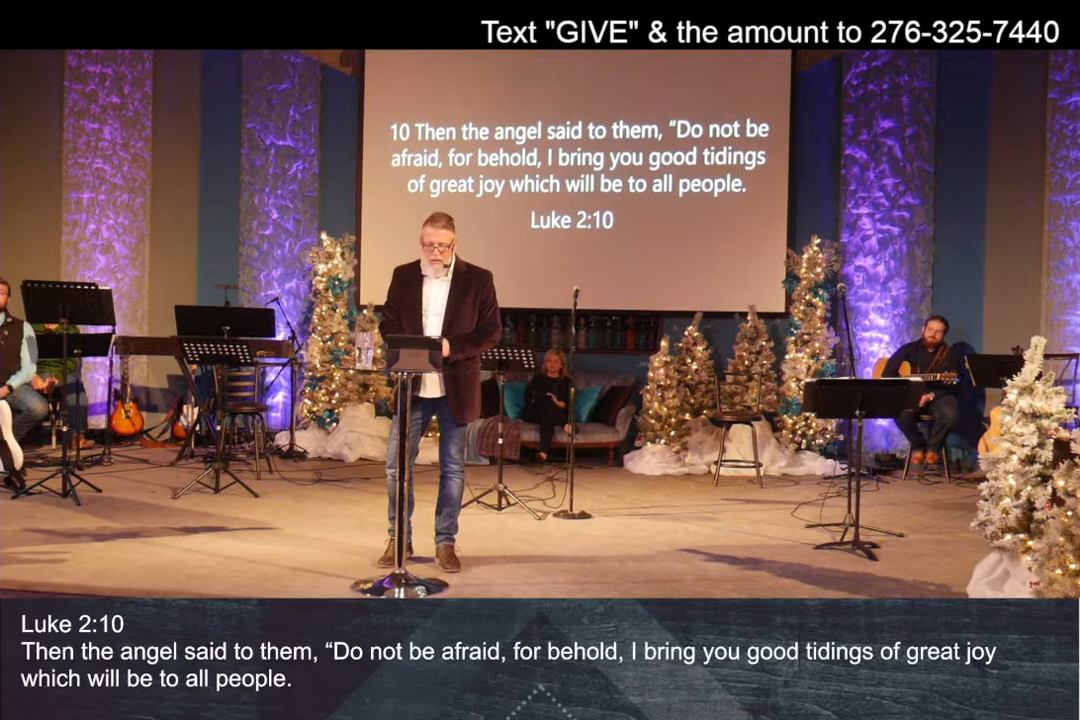 Text "GIVE" & the amount to 276-325-7440
10 Then the angel said to them, “Do not be
afraid, for behold, I bring you good tidings
of great joy which will be to all people.
Luke 2:10
Luke 2:10
Then the angel said to them, “Do not be afraid, for behold, I bring you good tidings of great joy
which will be to all people.